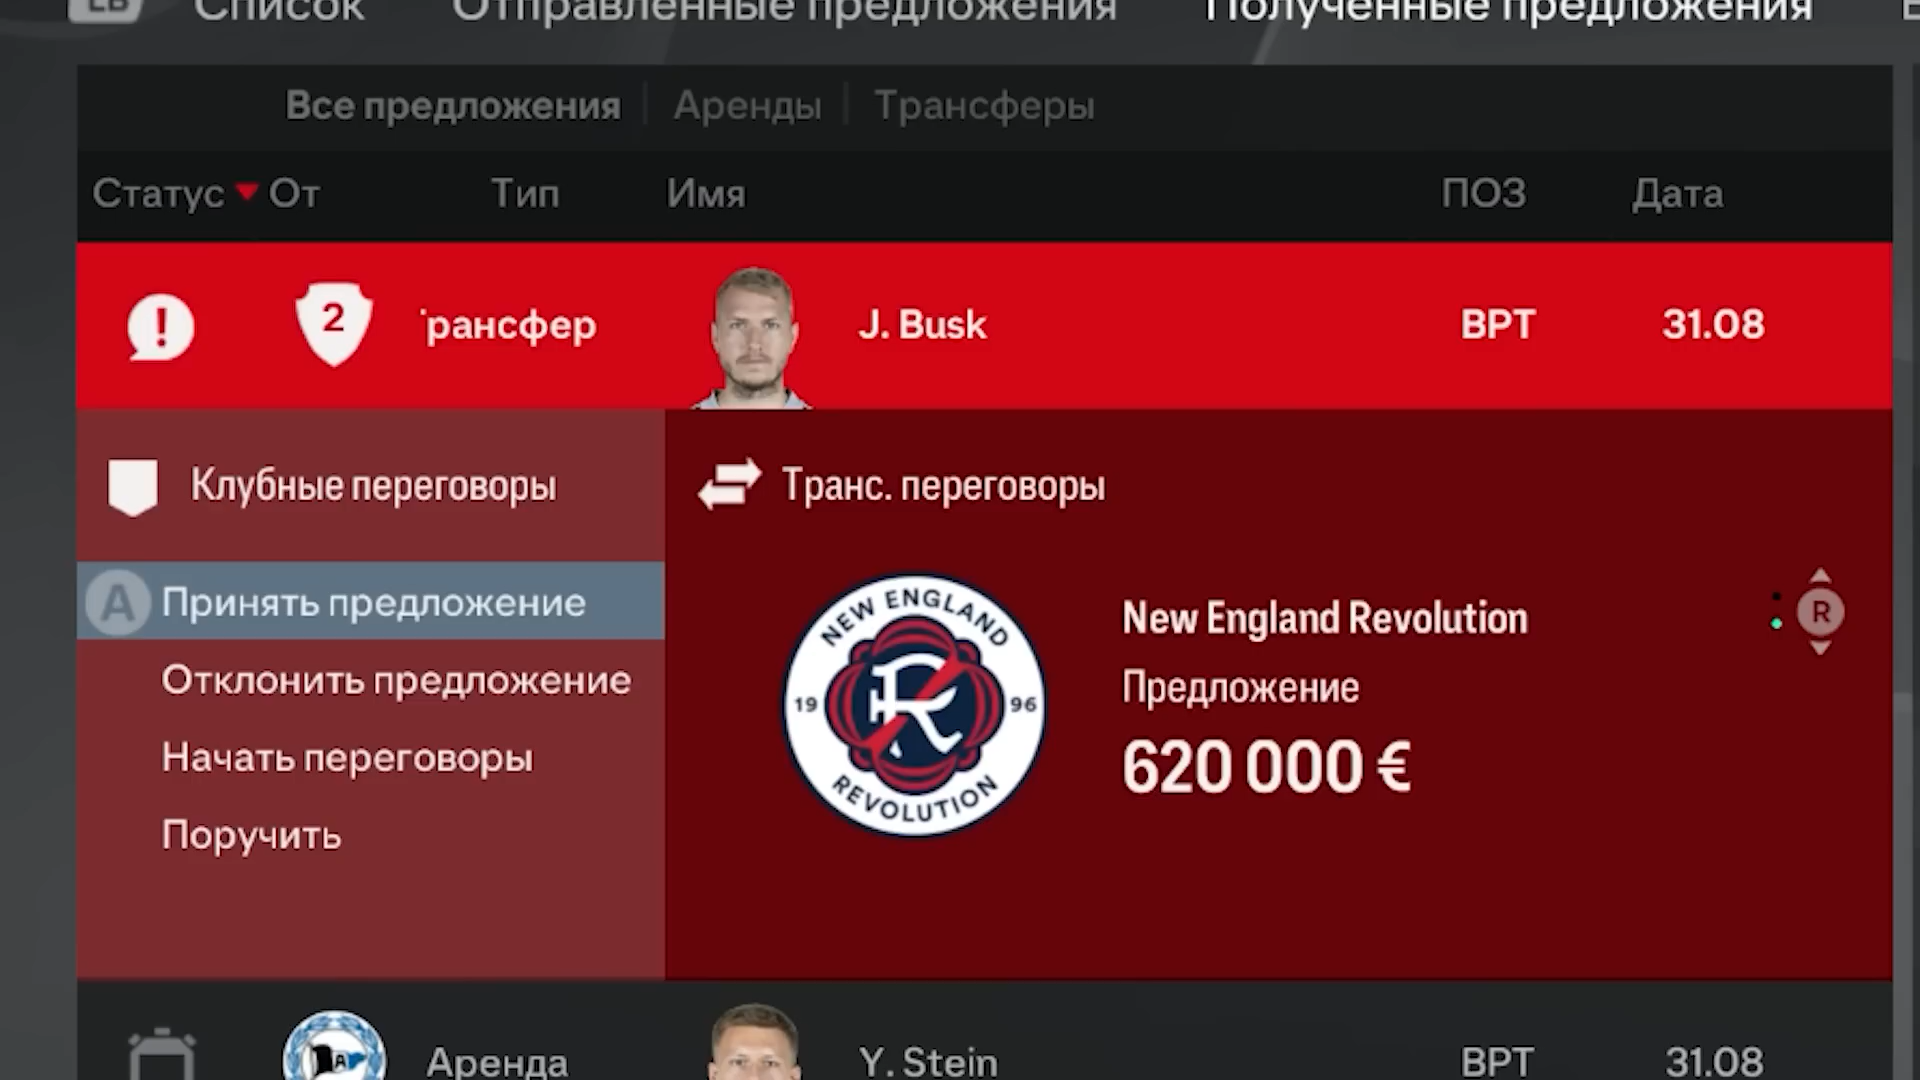 LB Список Отправленные предложения Полученные предложения
Все предложения Аренды Трансферы
Статус От Тип Имя ПОЗ Дата
! 2 рансфер J. Busk ВРТ 31.08
Клубные переговоры
Транс. переговоры
A Принять предложение
Отклонить предложение
Начать переговоры
Поручить
NEW ENGLAND
19 96
REVOLUTION
New England Revolution
Предложение
620 000 €
R
A Аренда Y. Stein ВРТ 31.08